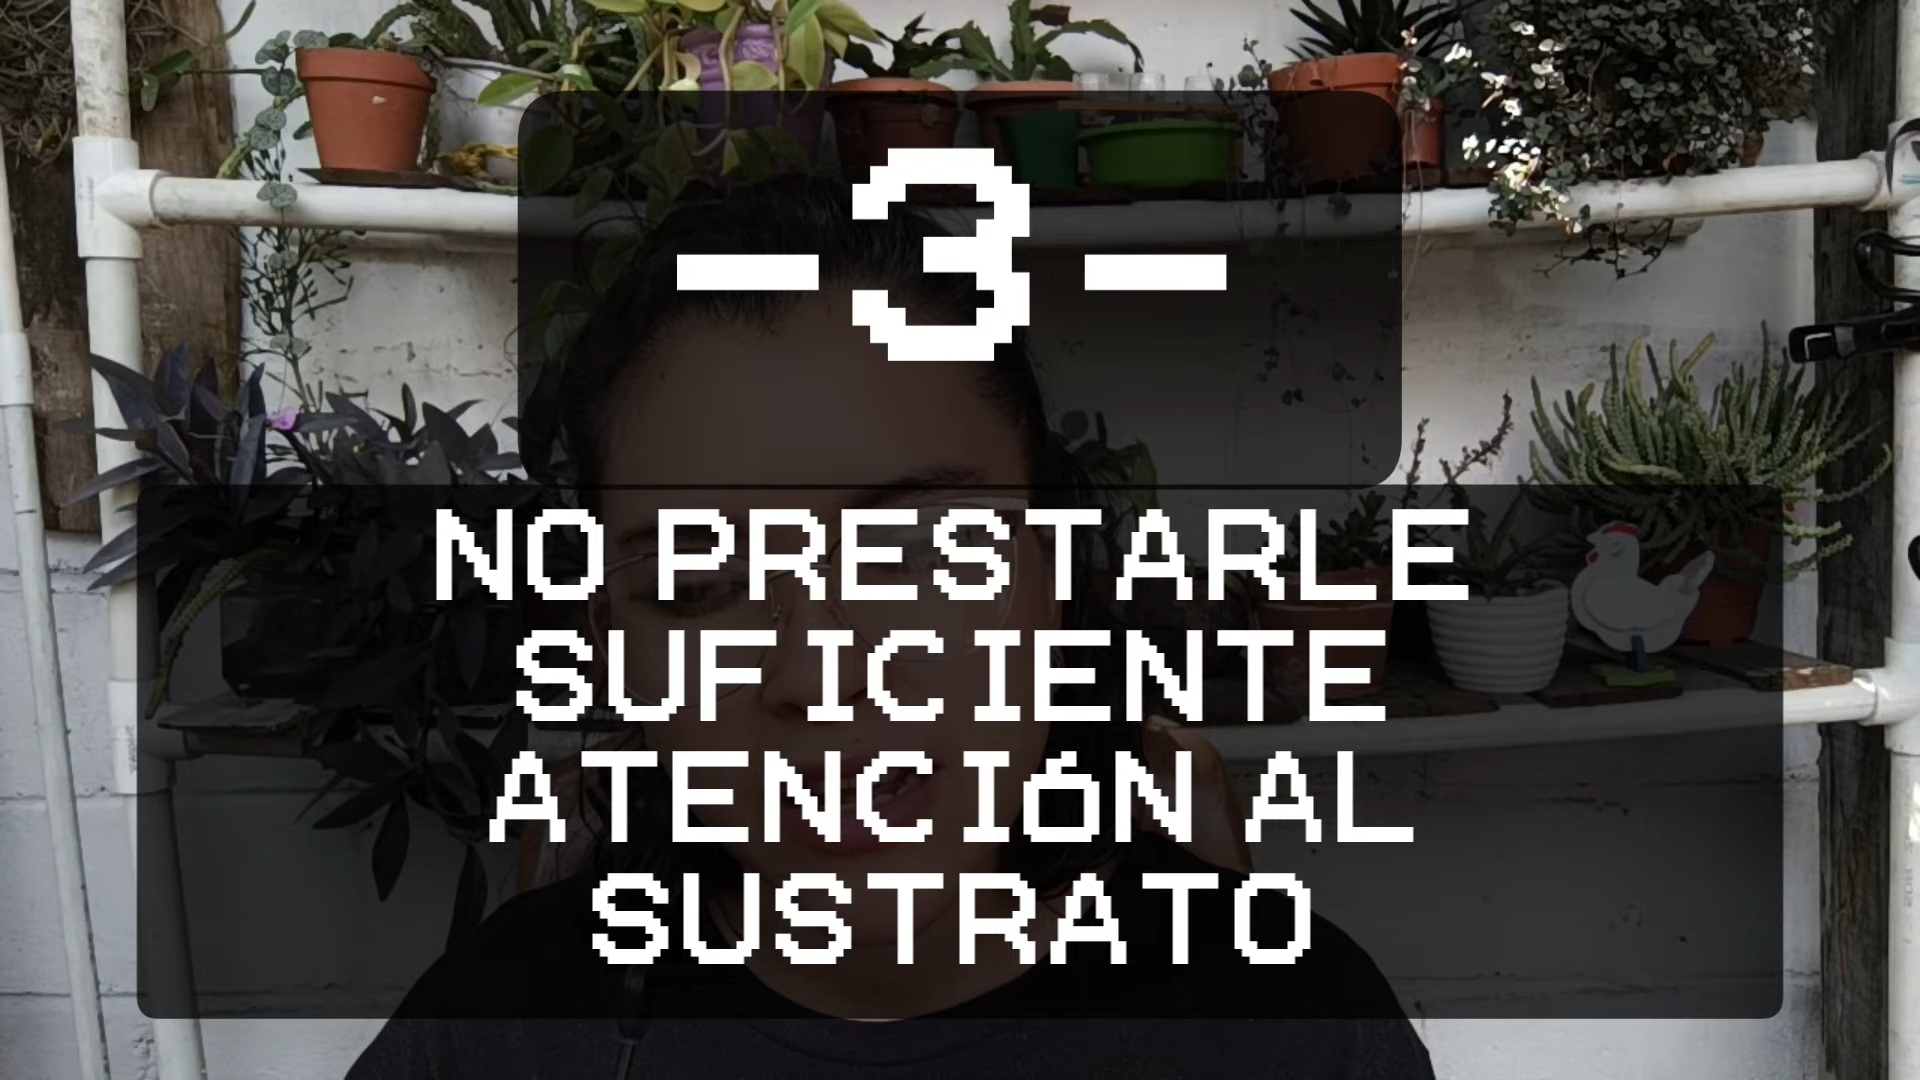 -3-
NO PRESTARLE
SUFICIENTE
ATENCIÓN AL
SUSTRATO